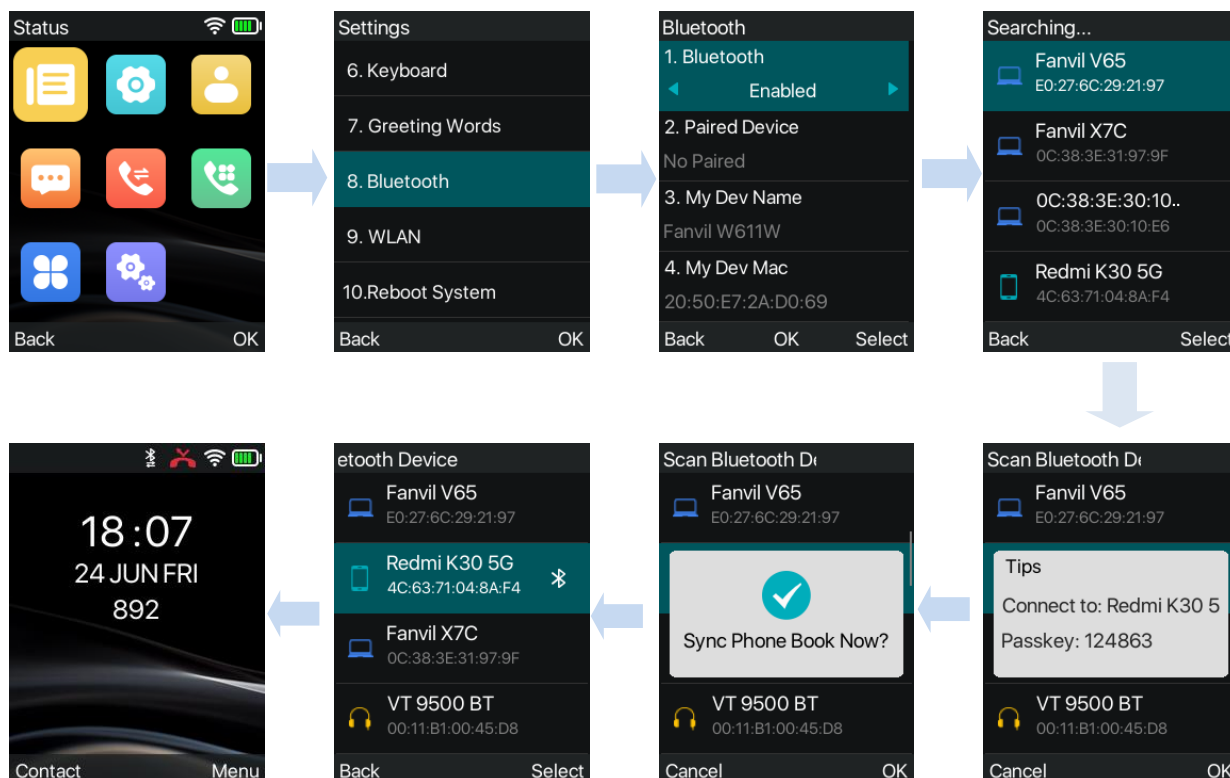 Status
Back
OK
Settings
6. Keyboard
7. Greeting Words
8. Bluetooth
9. WLAN
10.Reboot System
Back
OK
Bluetooth
1. Bluetooth
Enabled
2. Paired Device
No Paired
3. My Dev Name
Fanvil W611W
4. My Dev Mac
20:50:E7:2A:D0:69
Back
OK
Select
Searching...
Fanvil V65
E0:27:6C:29:21:97
Fanvil X7C
0C:38:3E:31:97:9F
0C:38:3E:30:10..
0C:38:3E:30:10:E6
Redmi K30 5G
4C:63:71:04:8A:F4
Back
Select
18:07
24 JUN FRI
892
Contact
Menu
etooth Device
Fanvil V65
E0:27:6C:29:21:97
Redmi K30 5G
4C:63:71:04:8A:F4
Fanvil X7C
0C:38:3E:31:97:9F
VT 9500 BT
00:11:B1:00:45:D8
Back
Select
Scan Bluetooth De
Fanvil V65
E0:27:6C:29:21:97
Sync Phone Book Now?
VT 9500 BT
00:11:B1:00:45:D8
Cancel
OK
Scan Bluetooth De
Fanvil V65
E0:27:6C:29:21:97
Tips
Connect to: Redmi K30 5
Passkey: 124863
VT 9500 BT
00:11:B1:00:45:D8
Cancel
OK